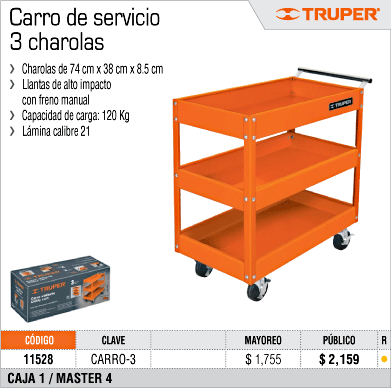 Carro de servicio
3 charolas
TRUPER®
Charolas de 74 cm x 38 cm x 8.5 cm
Llantas de alto impacto
con freno manual
Capacidad de carga: 120 Kg
Lámina calibre 21
TRUPER
TRUPER
CÓDIGO CLAVE MAYOREO PÚBLICO R
11528 CARRO-3 $ 1,755 $ 2,159
CAJA 1 / MASTER 4